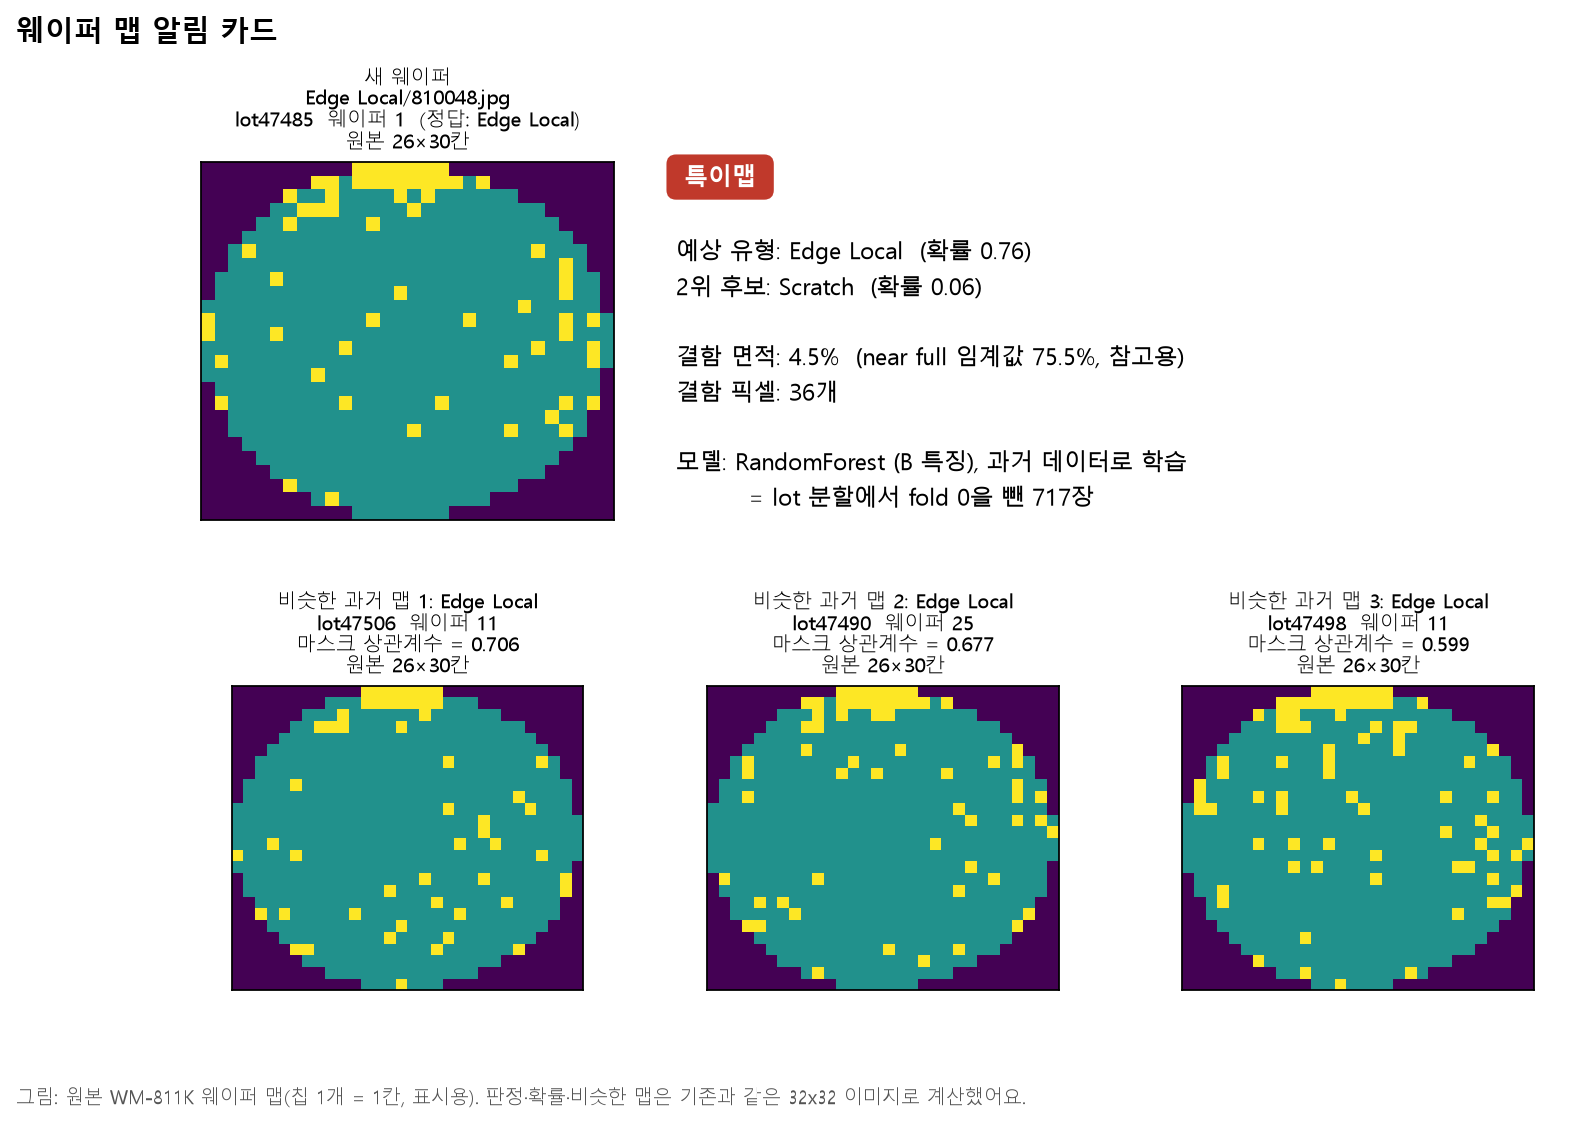 웨이퍼 맵 알림 카드
새 웨이퍼
Edge Local/810048.jpg
lot47485  웨이퍼 1  (정답: Edge Local)
원본 26×30칸
특이맵
예상 유형: Edge Local  (확률 0.76)
2위 후보: Scratch  (확률 0.06)
결함 면적: 4.5%  (near full 임계값 75.5%, 참고용)
결함 픽셀: 36개
모델: RandomForest (B 특징), 과거 데이터로 학습
= lot 분할에서 fold 0을 뺀 717장
비슷한 과거 맵 1: Edge Local
lot47506  웨이퍼 11
마스크 상관계수 = 0.706
원본 26×30칸
비슷한 과거 맵 2: Edge Local
lot47490  웨이퍼 25
마스크 상관계수 = 0.677
원본 26×30칸
비슷한 과거 맵 3: Edge Local
lot47498  웨이퍼 11
마스크 상관계수 = 0.599
원본 26×30칸
그림: 원본 WM-811K 웨이퍼 맵(칩 1개 = 1칸, 표시용). 판정·확률·비슷한 맵은 기존과 같은 32x32 이미지로 계산했어요.